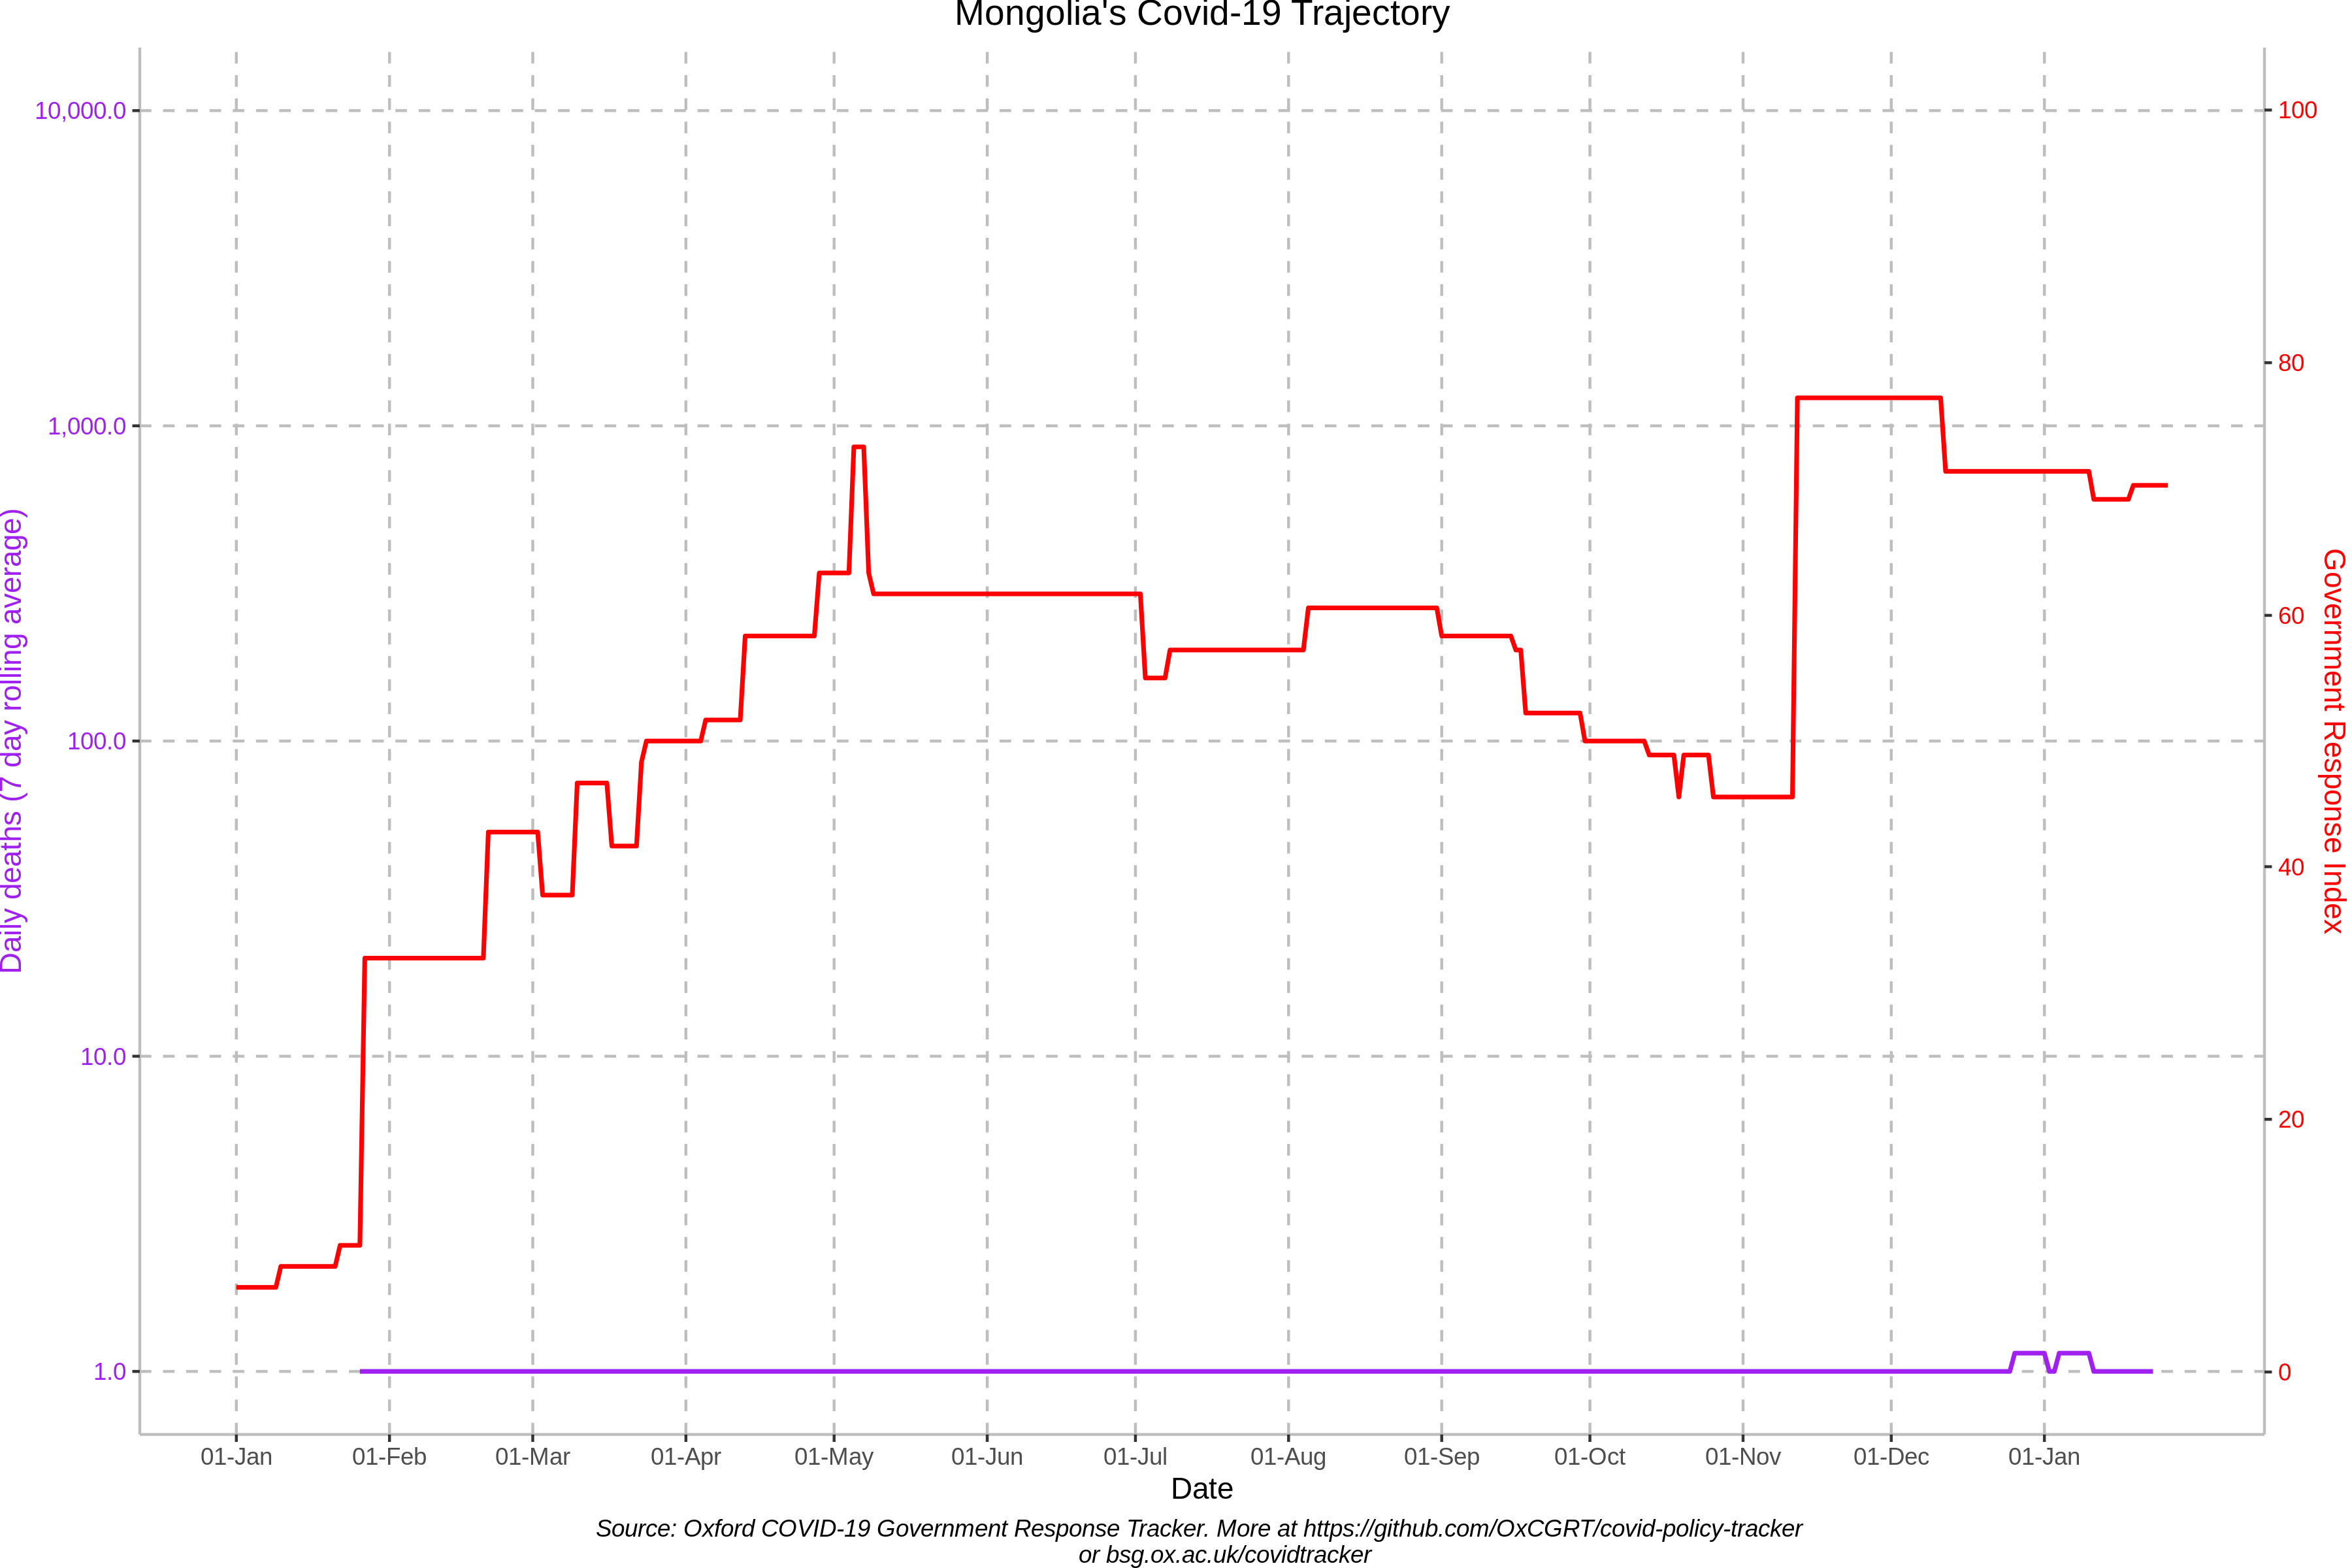 Mongolia's Covid-19 Trajectory
10,000.0
1,000.0
100.0
10.0
1.0
Daily deaths (7 day rolling average)
100
80
60
40
20
0
Government Response Index
01-Jan
01-Feb
01-Mar
01-Apr
01-May
01-Jun
01-Jul
01-Aug
01-Sep
01-Oct
01-Nov
01-Dec
01-Jan
Date
Source: Oxford COVID-19 Government Response Tracker. More at https://github.com/OxCGRT/covid-policy-tracker
or bsg.ox.ac.uk/covidtracker